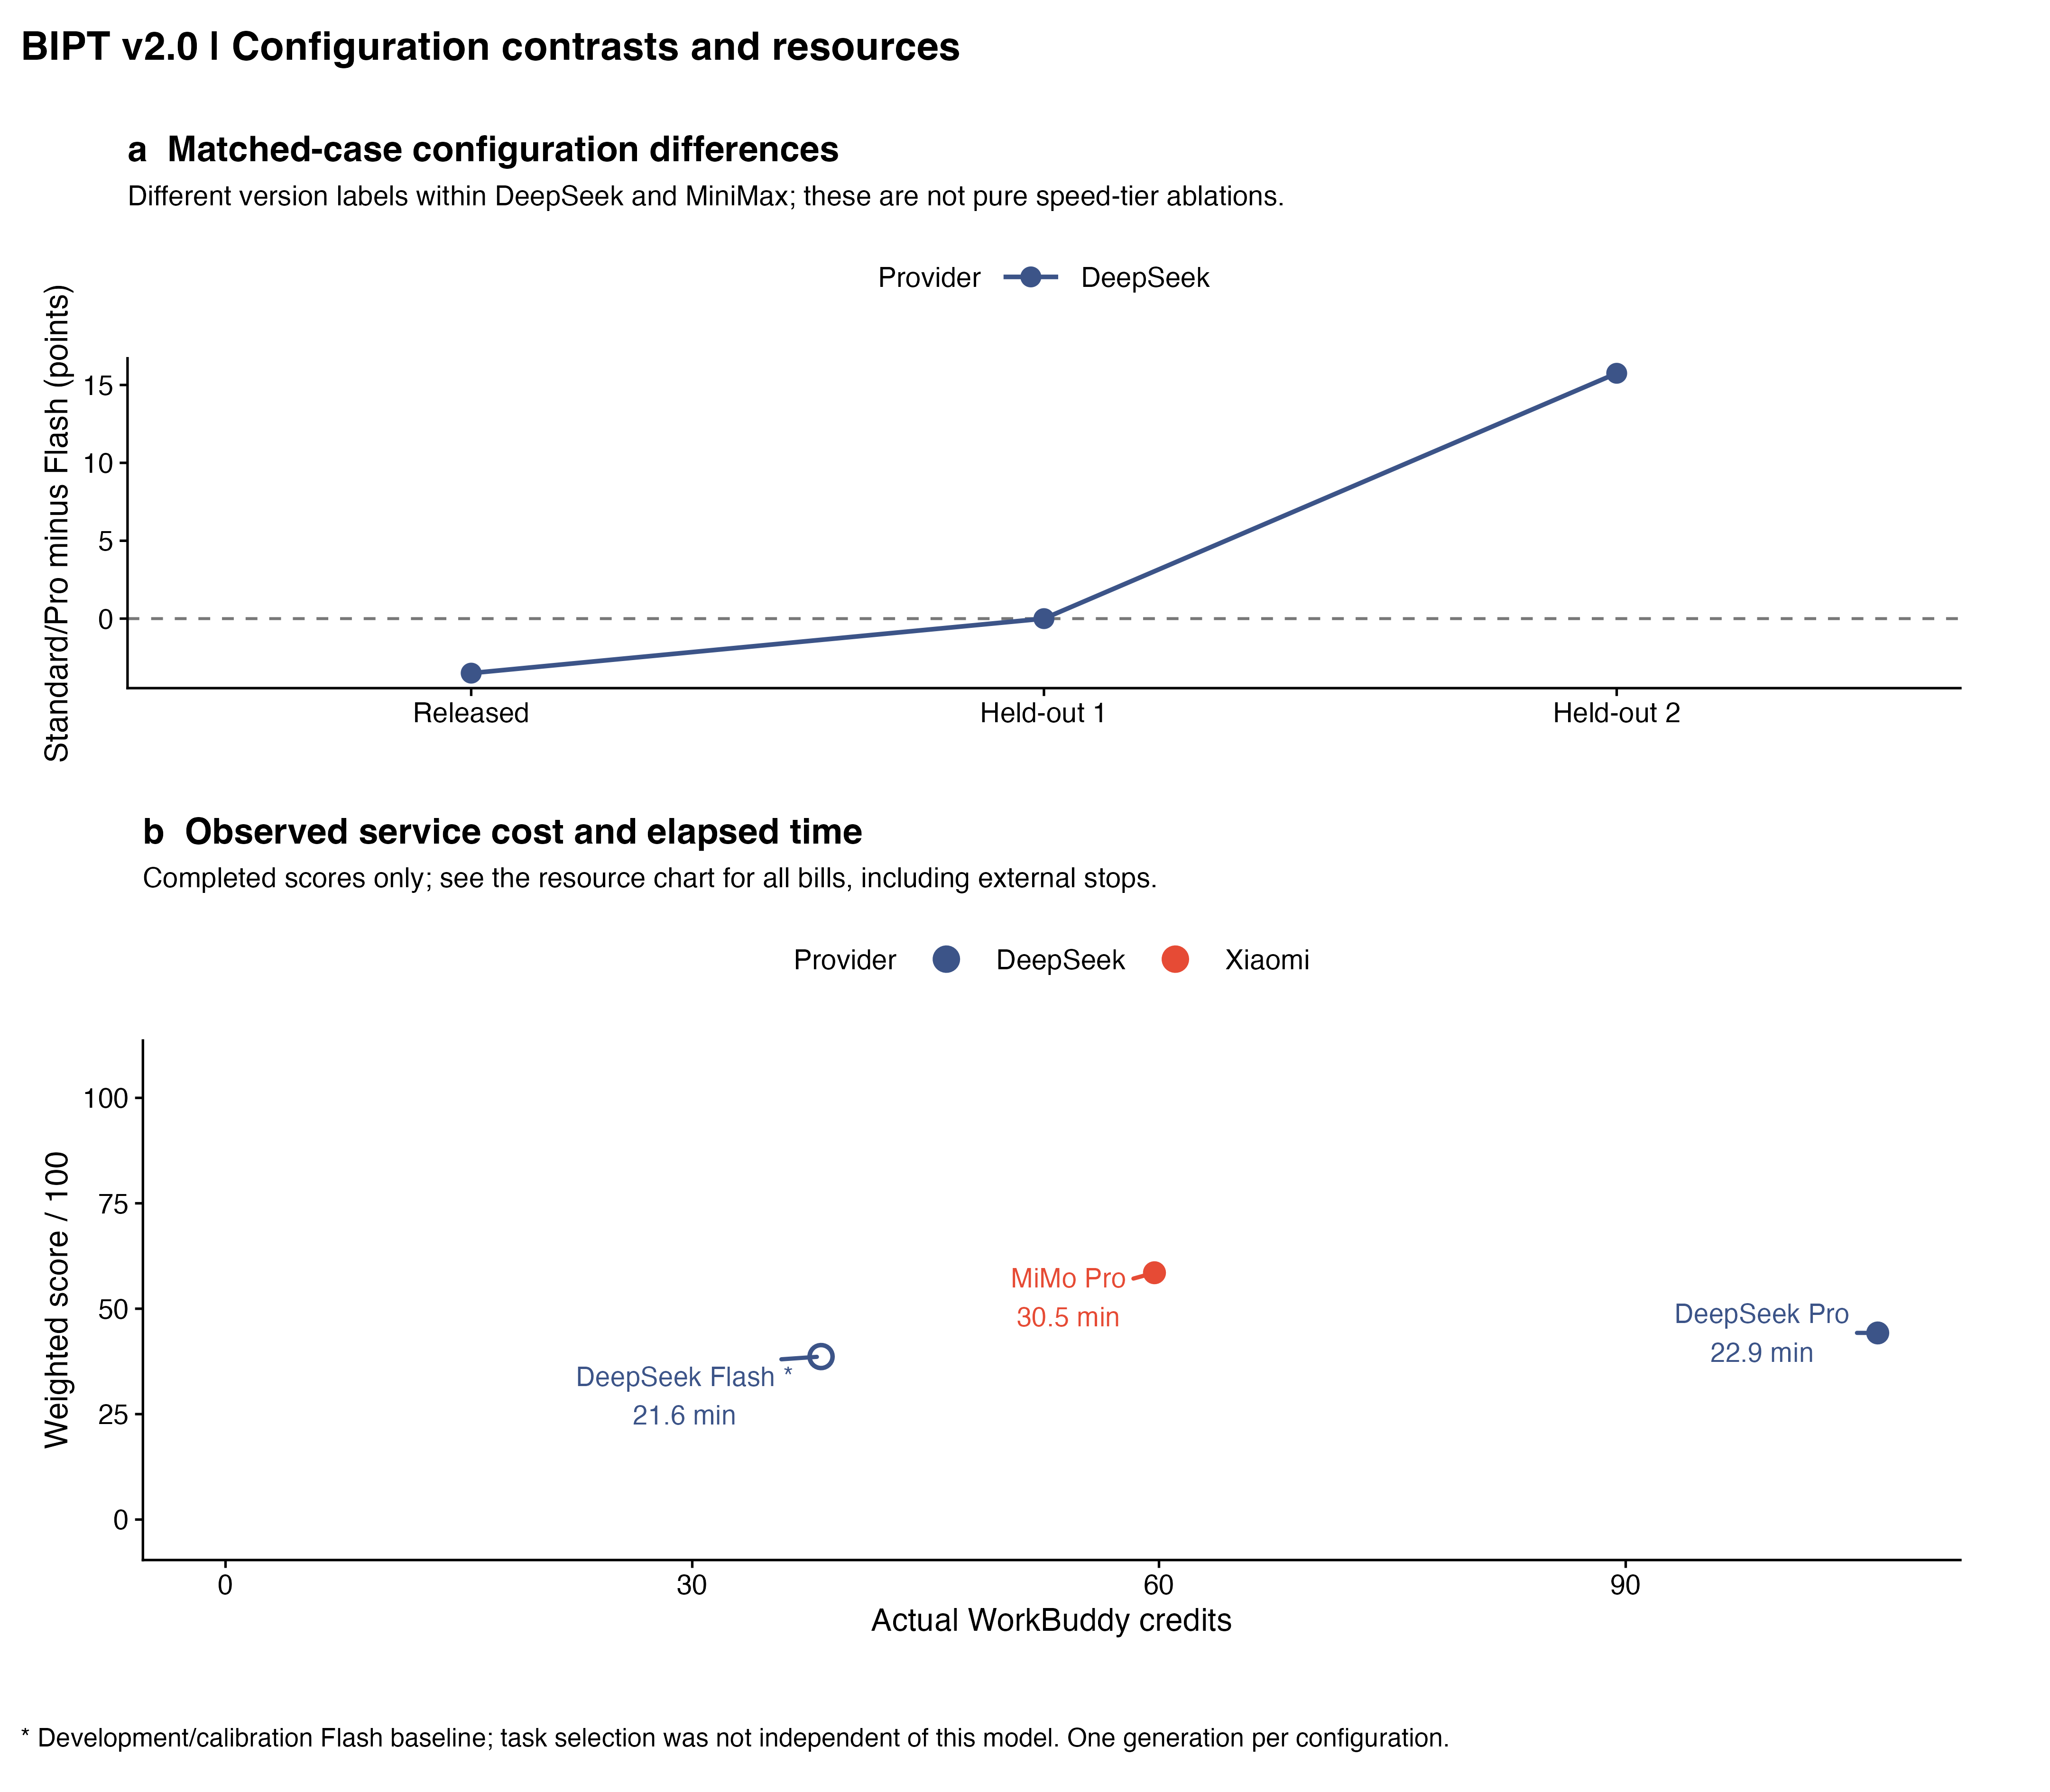 BIPT v2.0 | Configuration contrasts and resources
a Matched-case configuration differences
Different version labels within DeepSeek and MiniMax; these are not pure speed-tier ablations.
Provider DeepSeek
Standard/Pro minus Flash (points)
15
10
5
0
Released Held-out 1 Held-out 2
b Observed service cost and elapsed time
Completed scores only; see the resource chart for all bills, including external stops.
Provider DeepSeek Xiaomi
Weighted score / 100
100
75
50
25
0
MiMo Pro
30.5 min
DeepSeek Pro
22.9 min
DeepSeek Flash *
21.6 min
0 30 60 90
Actual WorkBuddy credits
* Development/calibration Flash baseline; task selection was not independent of this model. One generation per configuration.